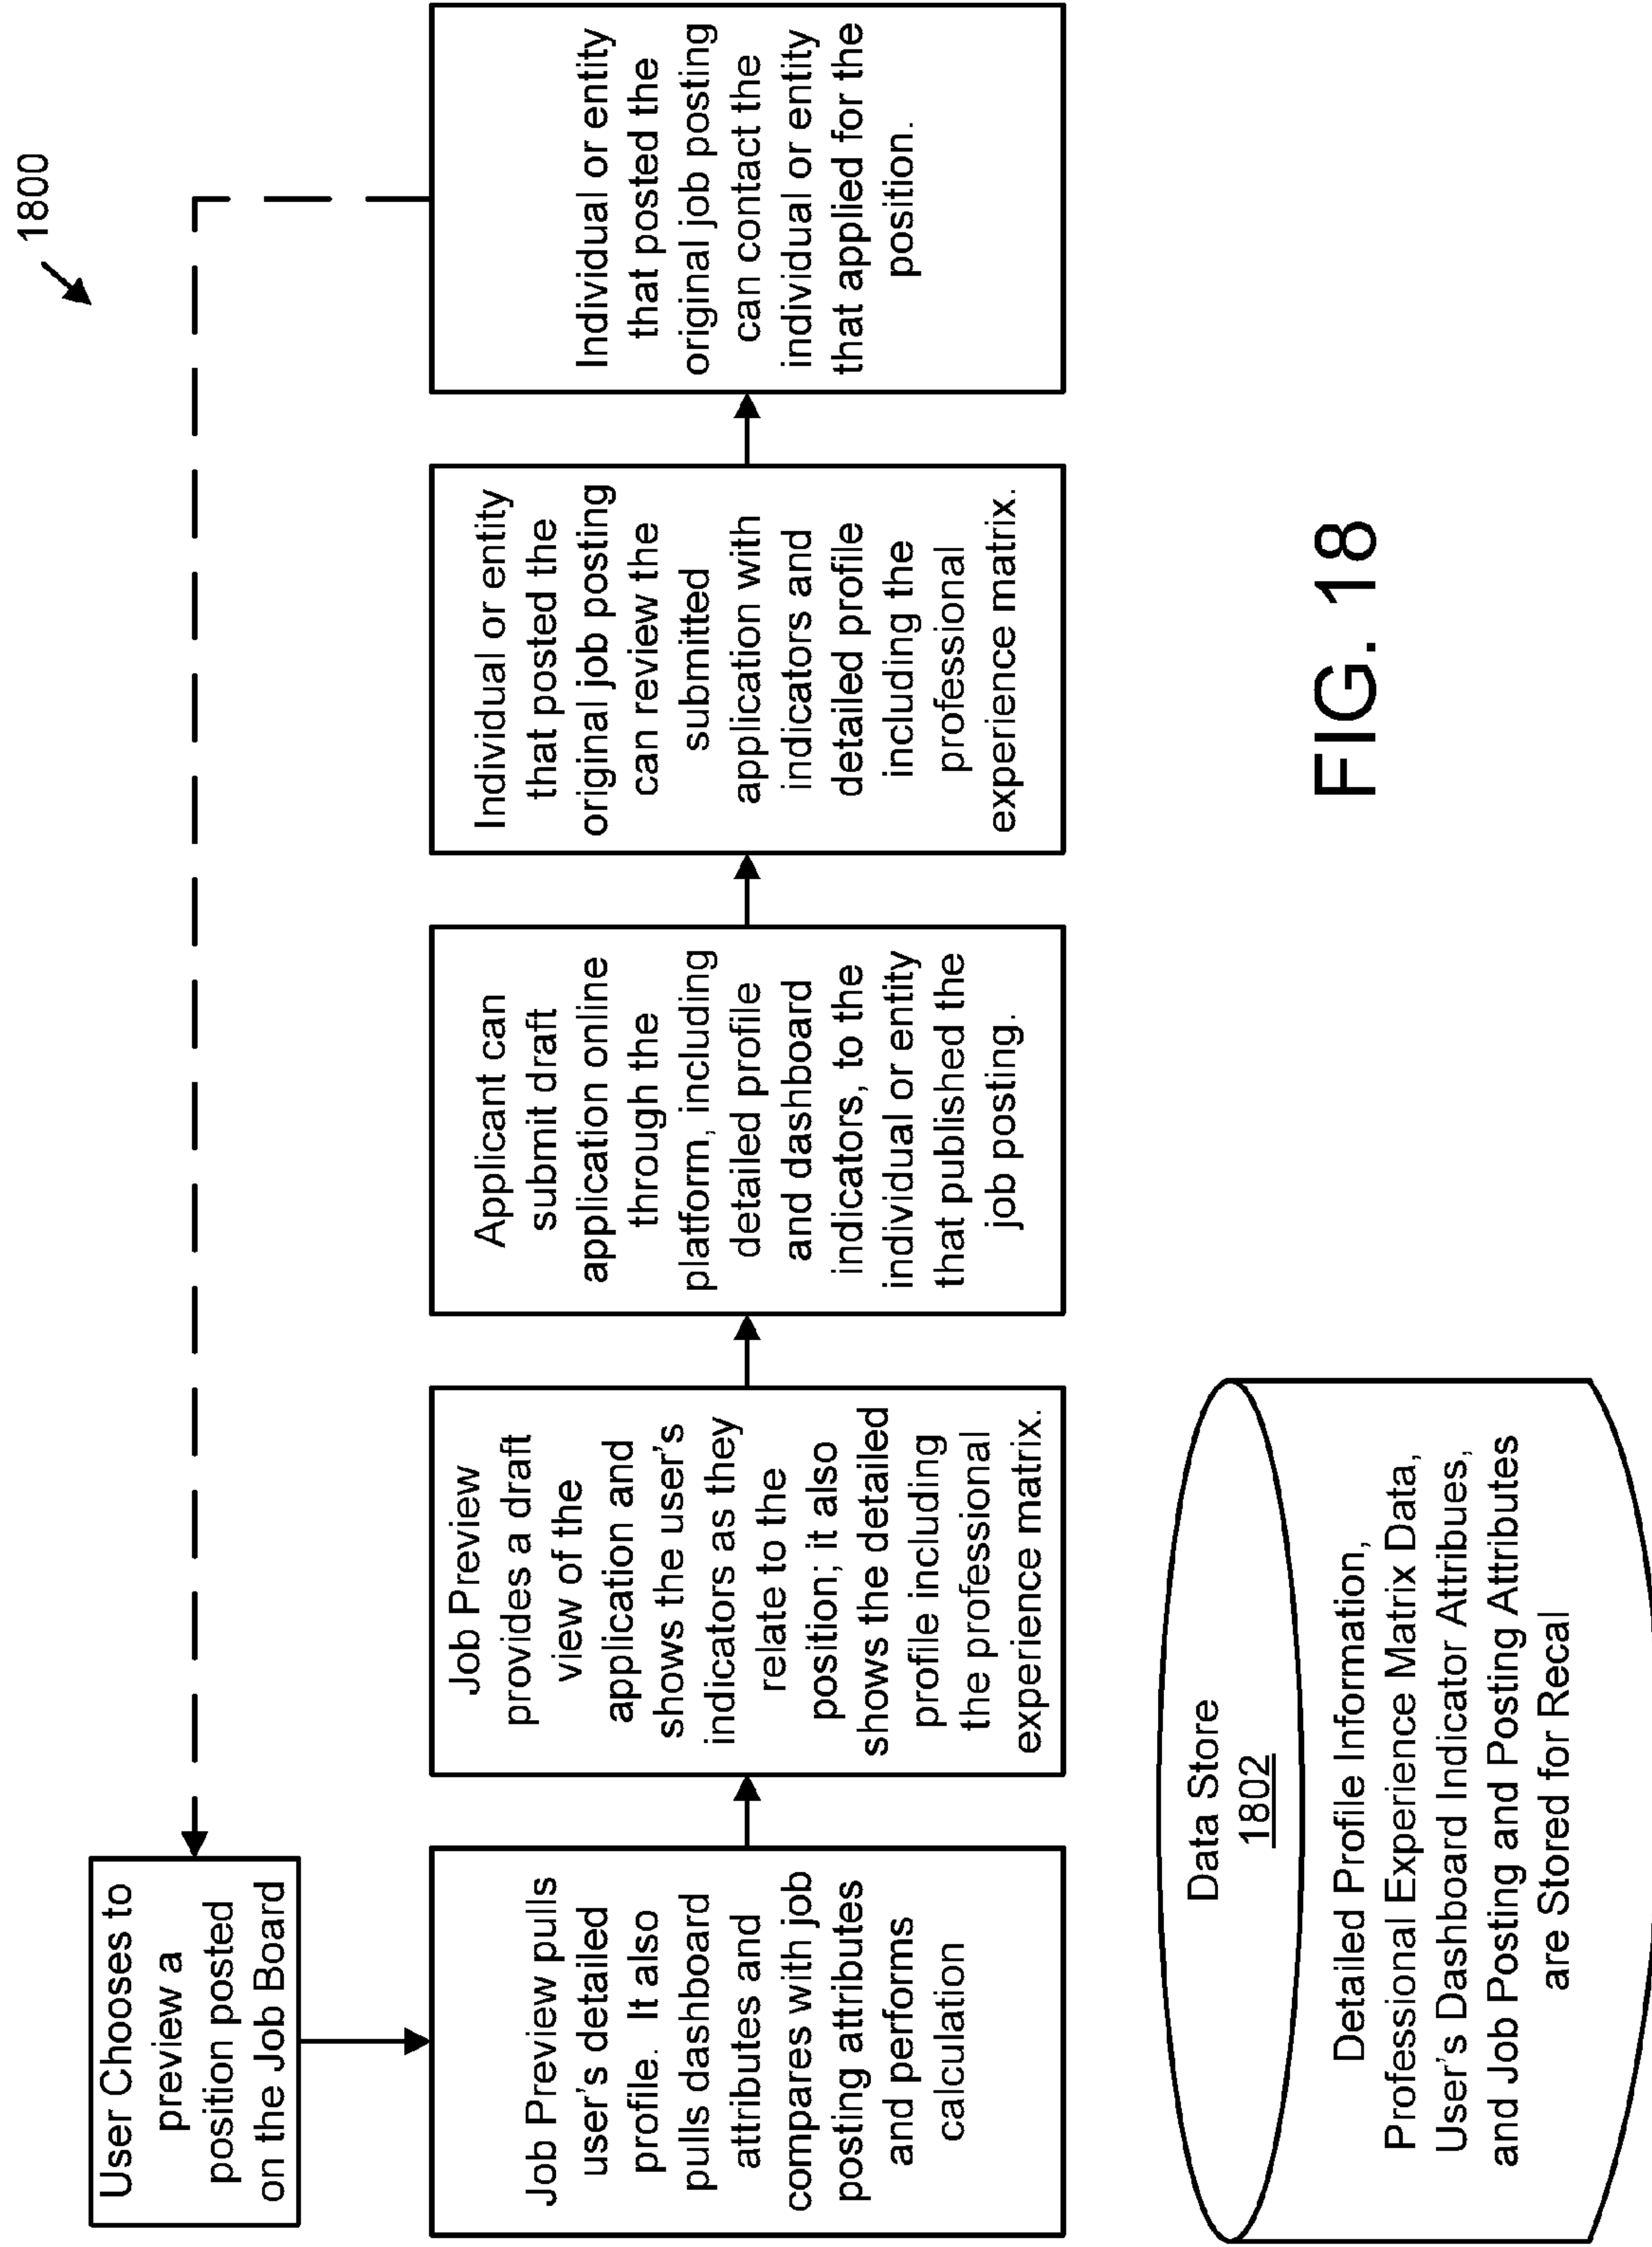 1800
User Chooses to
preview a
position posted
on the Job Board
Job Preview pulls
user's detailed
profile. It also
pulls dashboard
attributes and
compares with job
posting attributes
and performs
calculation
Job Preview
provides a draft
view of the
application and
shows the user's
indicators as they
relate to the
position; it also
shows the detailed
profile including
the professional
experience matrix.
Applicant can
submit draft
application online
through the
platform, including
detailed profile
and dashboard
indicators, to the
individual or entity
that published the
job posting.
Individual or entity
that posted the
original job posting
can review the
submitted
application with
indicators and
detailed profile
including the
professional
experience matrix.
Individual or entity
that posted the
original job posting
can contact the
individual or entity
that applied for the
position.
Data Store
1802
Detailed Profile Information,
Professional Experience Matrix Data,
User's Dashboard Indicator Attribues,
and Job Posting and Posting Attributes
are Stored for Recal
FIG. 18